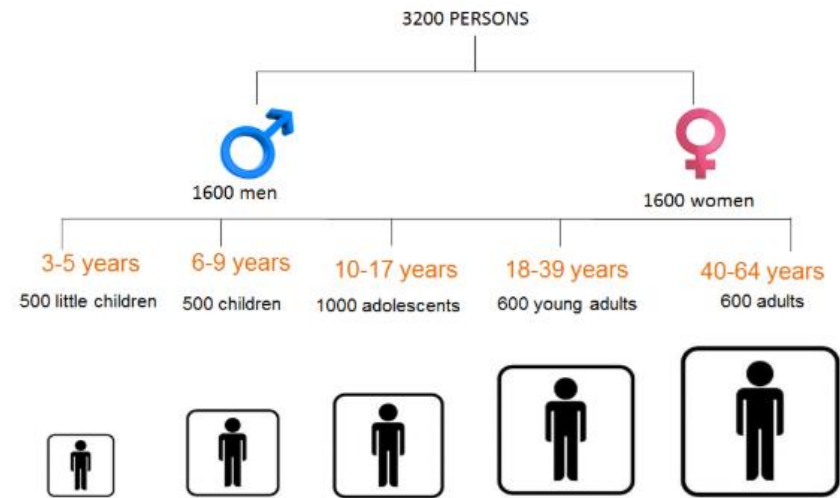 3200 PERSONS
1600 men
1600 women
3-5 years
6-9 years
10-17 years
18-39 years
40-64 years
500 little children
500 children
1000 adolescents
600 young adults
600 adults